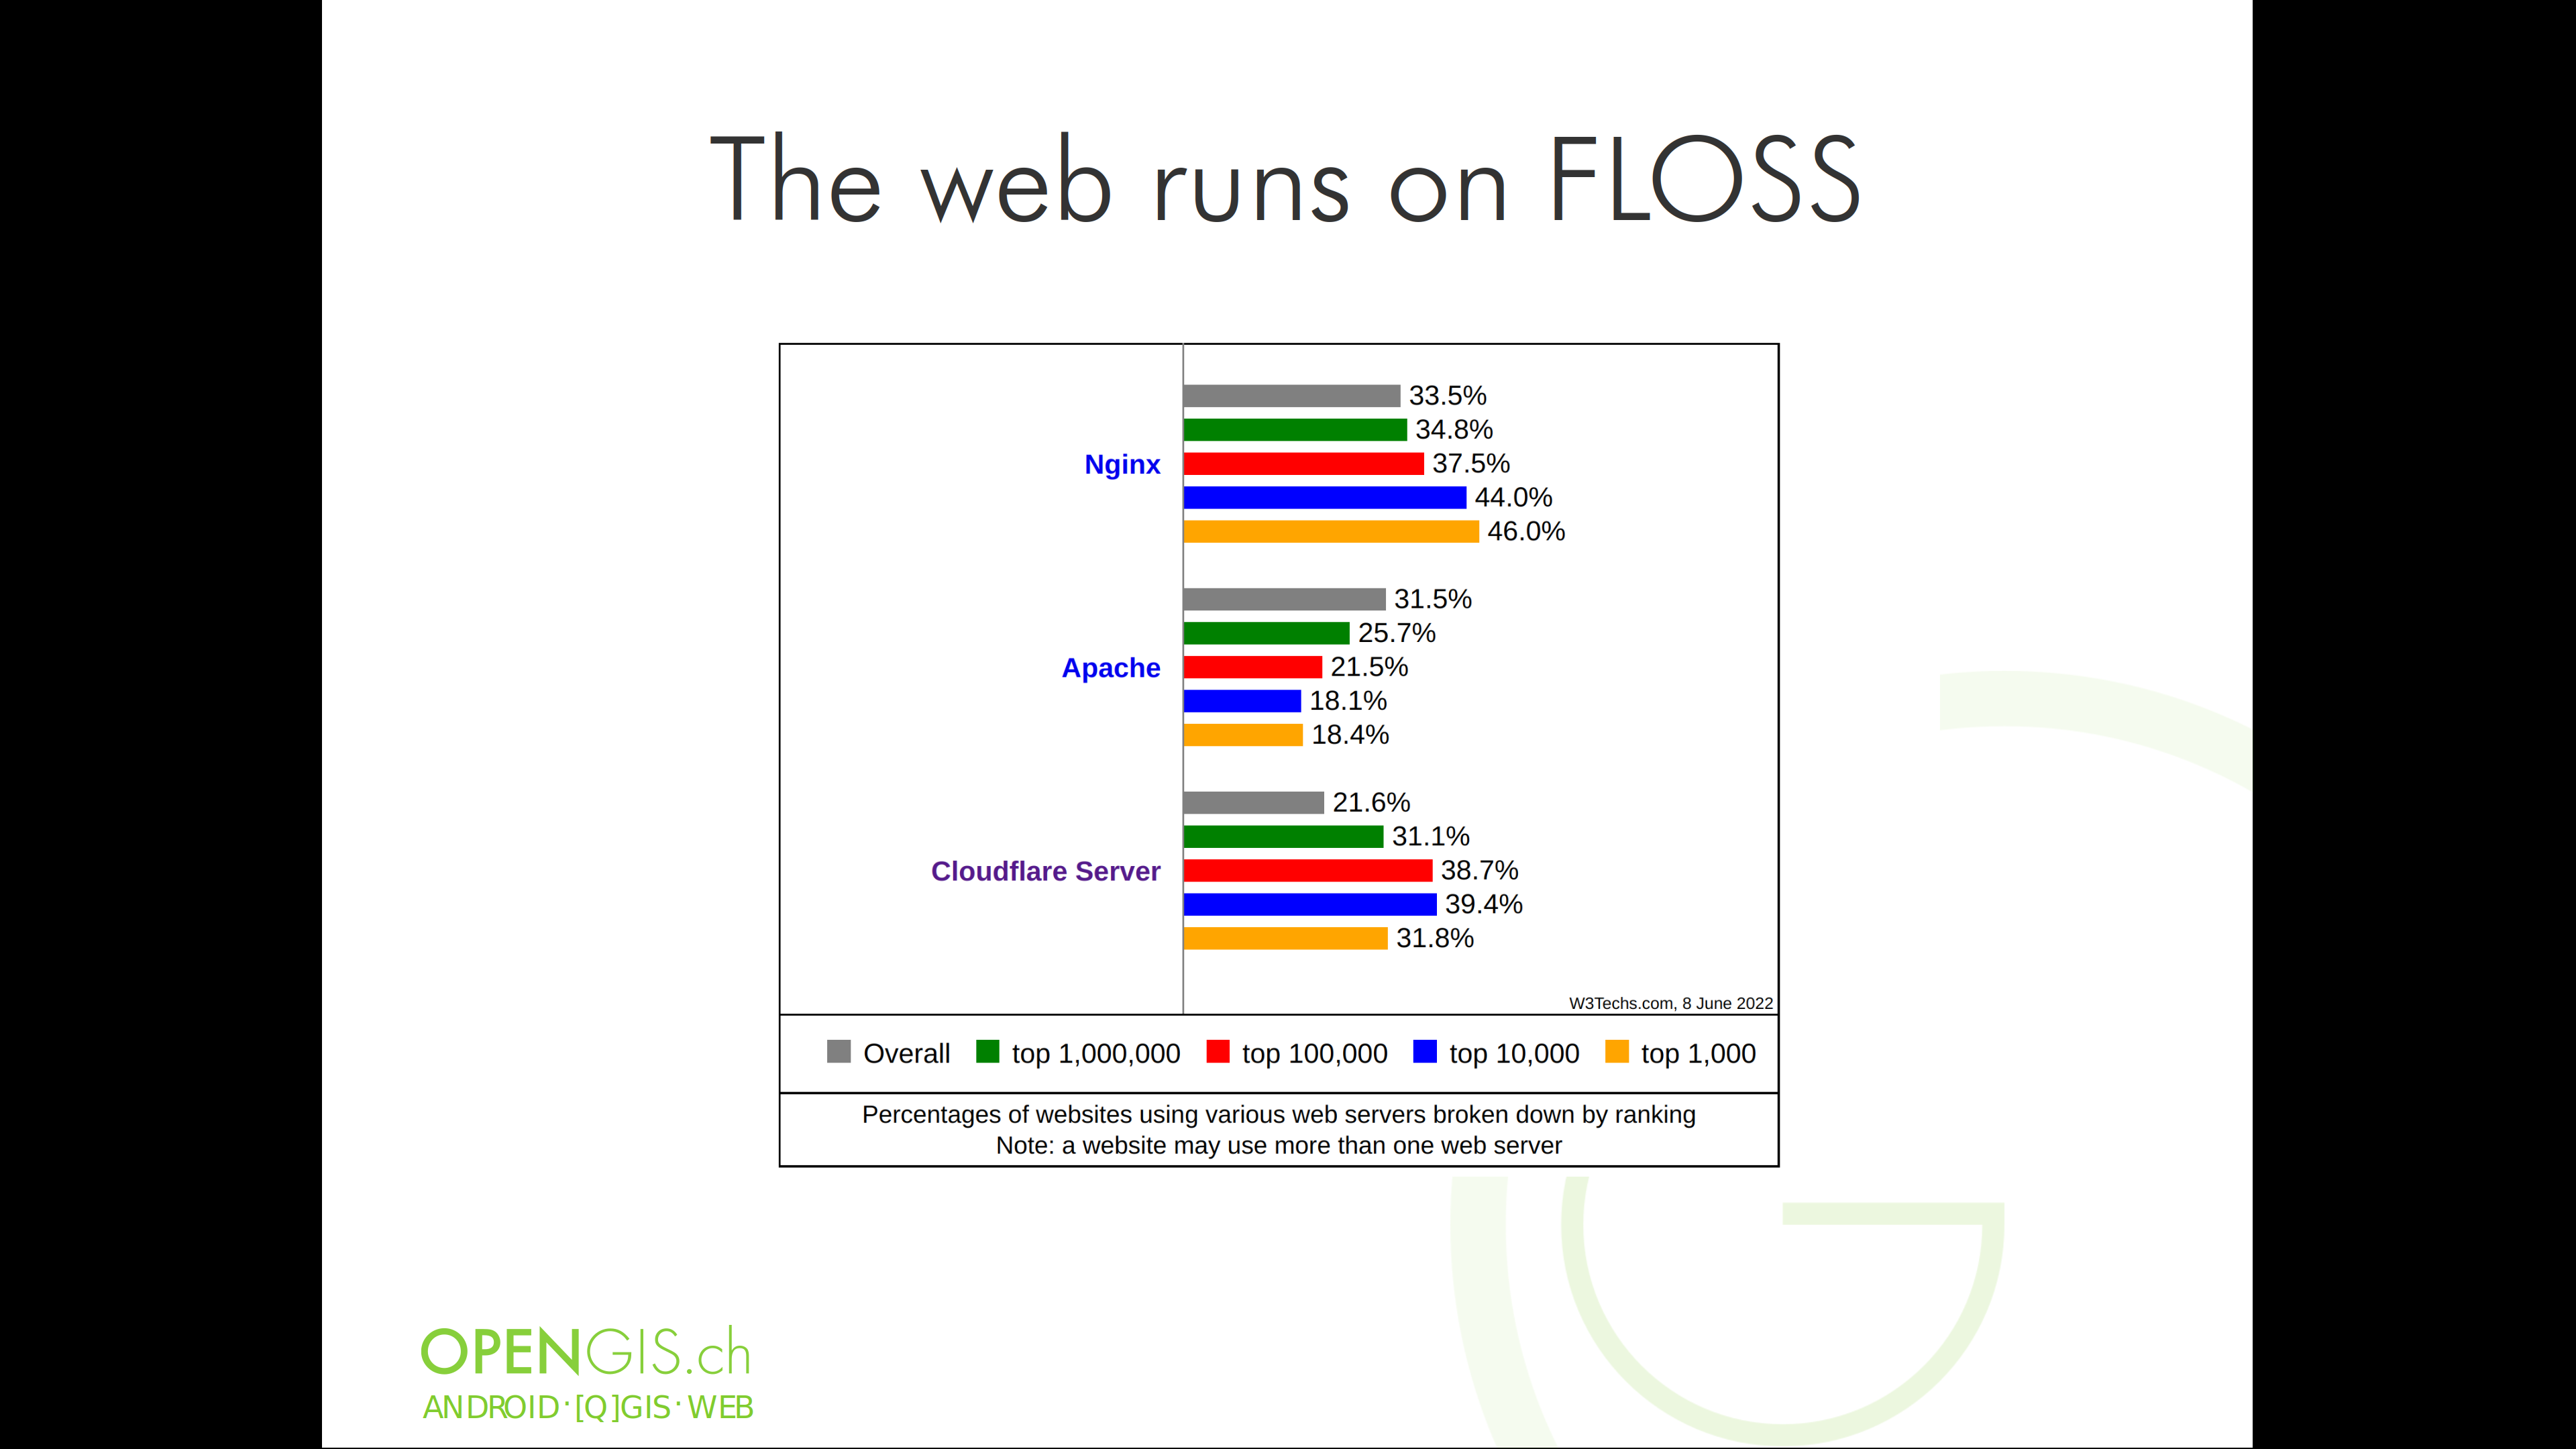 The web runs on FLOSS
33.5%
34.8%
Nginx 37.5%
44.0%
46.0%
31.5%
25.7%
Apache 21.5%
18.1%
18.4%
21.6%
31.1%
Cloudflare Server 38.7%
39.4%
31.8%
W3Techs.com, 8 June 2022
Overall top 1,000,000 top 100,000 top 10,000 top 1,000
Percentages of websites using various web servers broken down by ranking
Note: a website may use more than one web server
OPENGIS.ch
ANDROID·[Q]GIS·WEB